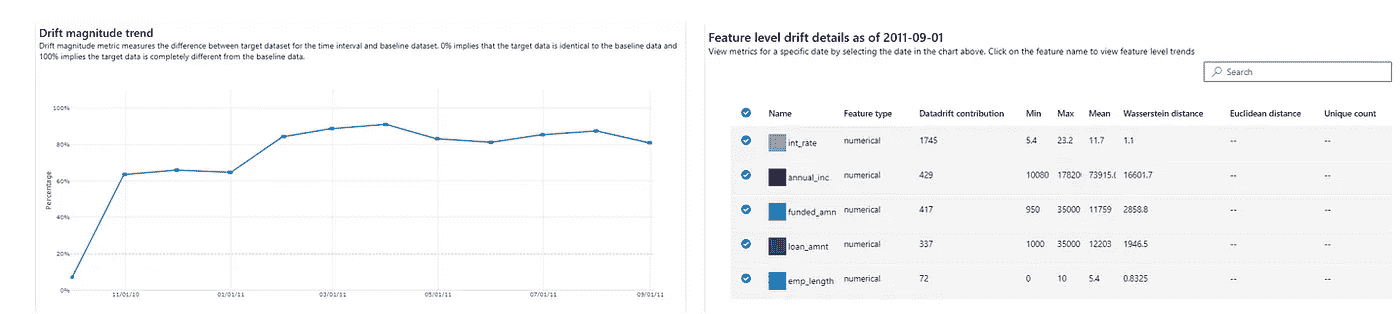 Drift magnitude trend
Drift magnitude metric measures the difference between target dataset for the time interval and baseline dataset. 0% implies that the target data is identical to the baseline data and
100% implies the target data is completely different from the baseline data.
100%
80%
60%
40%
20%
0%
Percentage
11/01/10
01/01/11
03/01/11
05/01/11
07/01/11
09/01/11
Feature level drift details as of 2011-09-01
View metrics for a specific date by selecting the date in the chart above. Click on the feature name to view feature level trends
Search
Name Feature type Datadrift contribution Min Max Mean Wasserstein distance Euclidean distance Unique count
int_rate numerical 1745 5.4 23.2 11.7 1.1 -- --
annual_inc numerical 429 10080 17820 73915.( 16601.7 -- --
funded_amn numerical 417 950 35000 11759 2858.8 -- --
loan_amnt numerical 337 1000 35000 12203 1946.5 -- --
emp_length numerical 72 0 10 5.4 0.8325 -- --